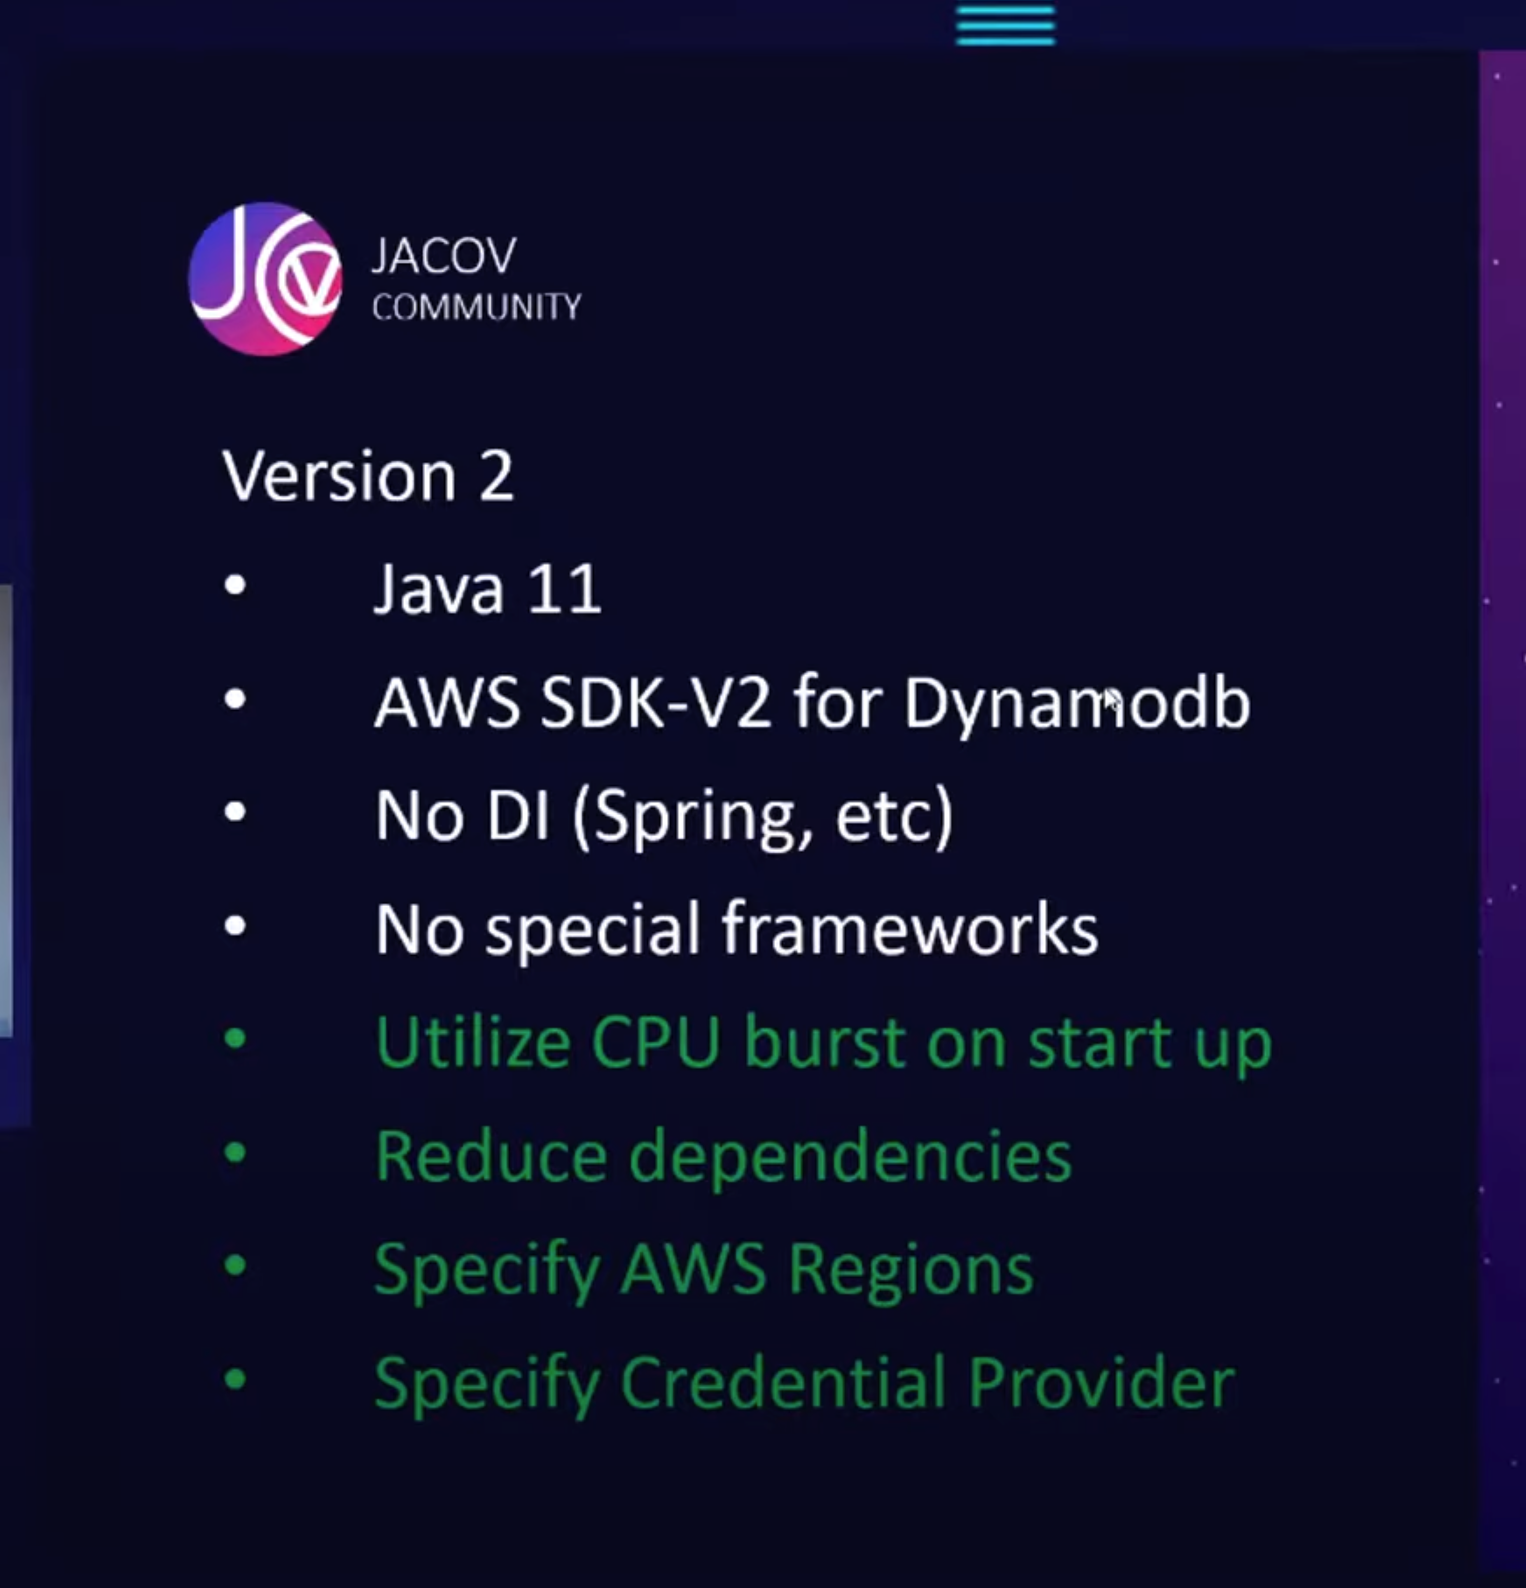 JACOV
COMMUNITY
Version 2
• Java 11
• AWS SDK-V2 for Dynamodb
• No DI (Spring, etc)
• No special frameworks
• Utilize CPU burst on start up
• Reduce dependencies
• Specify AWS Regions
• Specify Credential Provider